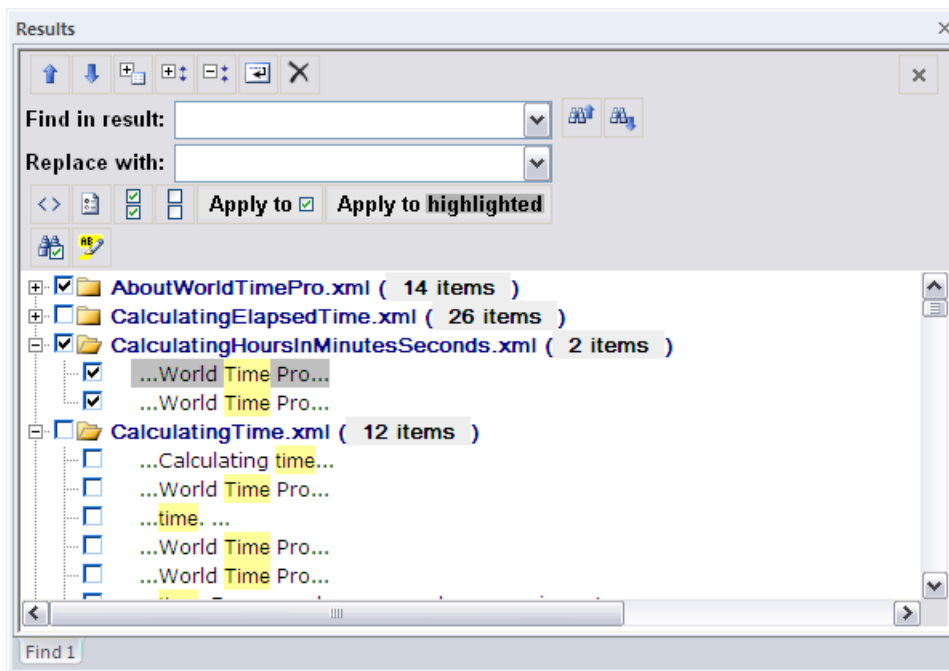 Results
Find in result:
Replace with:
Apply to Apply to highlighted
AB
AboutWorldTimePro.xml ( 14 items )
CalculatingElapsedTime.xml ( 26 items )
CalculatingHoursInMinutesSeconds.xml ( 2 items )
...World Time Pro...
...World Time Pro...
CalculatingTime.xml ( 12 items )
...Calculating time...
...World Time Pro...
...time. ...
...World Time Pro...
...World Time Pro...
Find 1